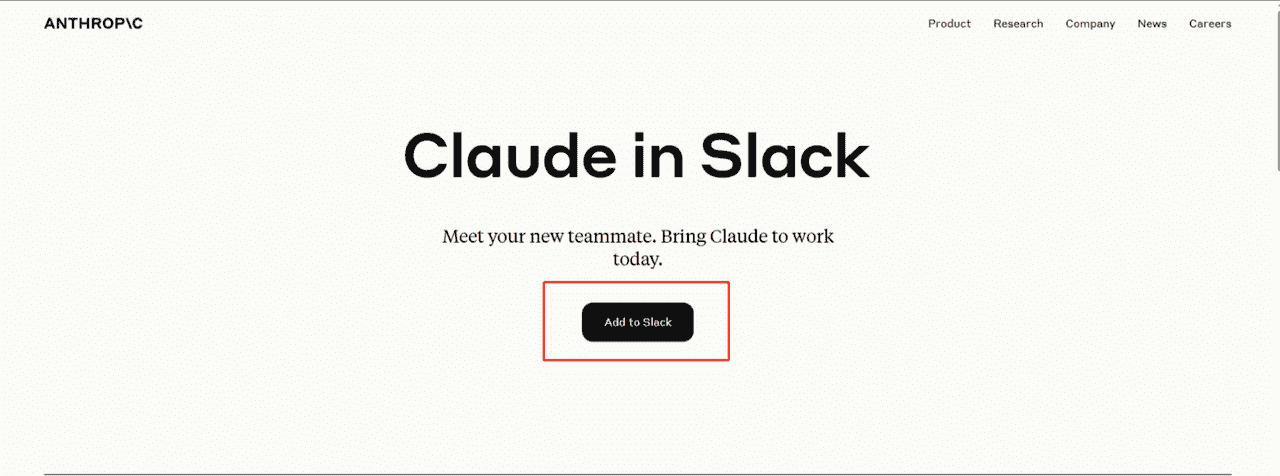 ANTHROP\C
Product Research Company News Careers
Claude in Slack
Meet your new teammate. Bring Claude to work
today.
Add to Slack